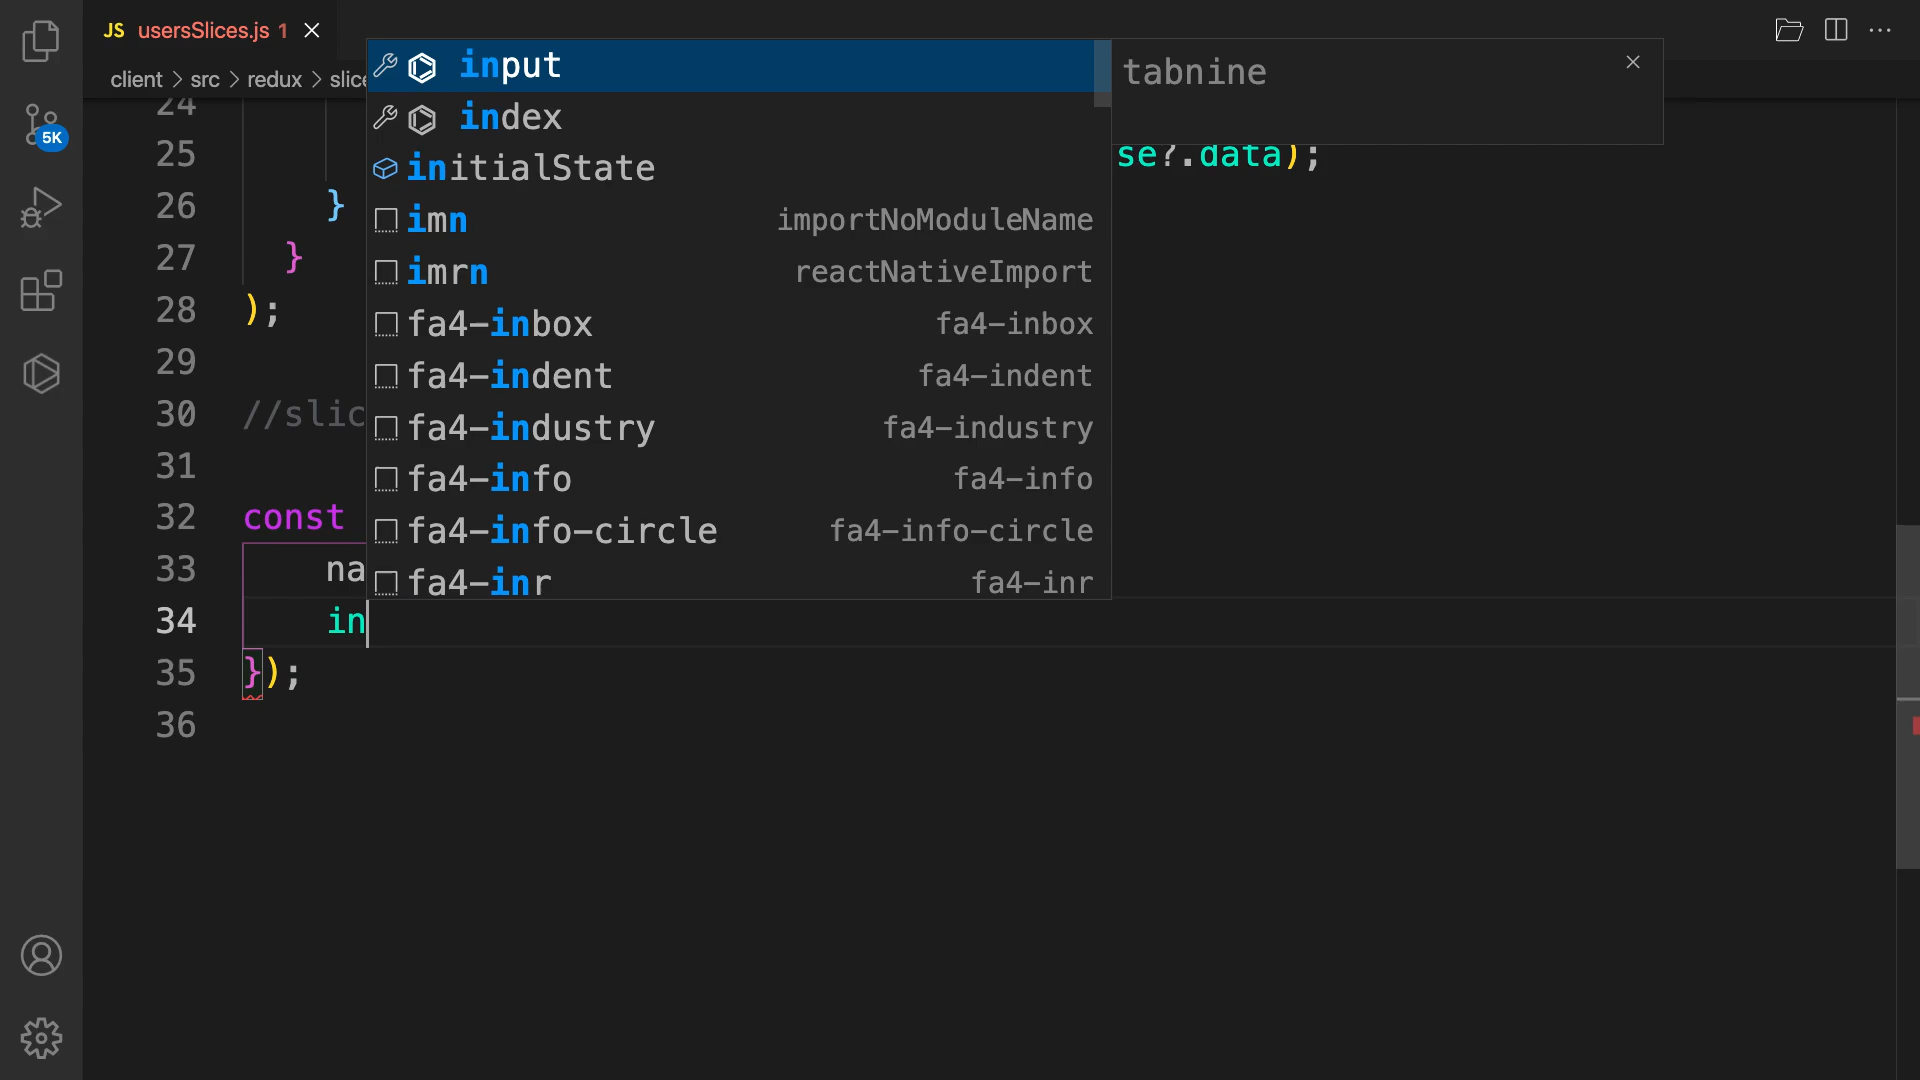 JS usersSlices.js 1
client > src > redux > slice
5K
input
index
initialState
imn importNoModuleName
imrn reactNativeImport
fa4-inbox fa4-inbox
fa4-indent fa4-indent
fa4-industry fa4-industry
fa4-info fa4-info
fa4-info-circle fa4-info-circle
fa4-inr fa4-inr
tabnine
24
25 se?.data);
26 }
27 }
28 );
29
30 //slic
31
32 const
33 na
34 in
35 });
36